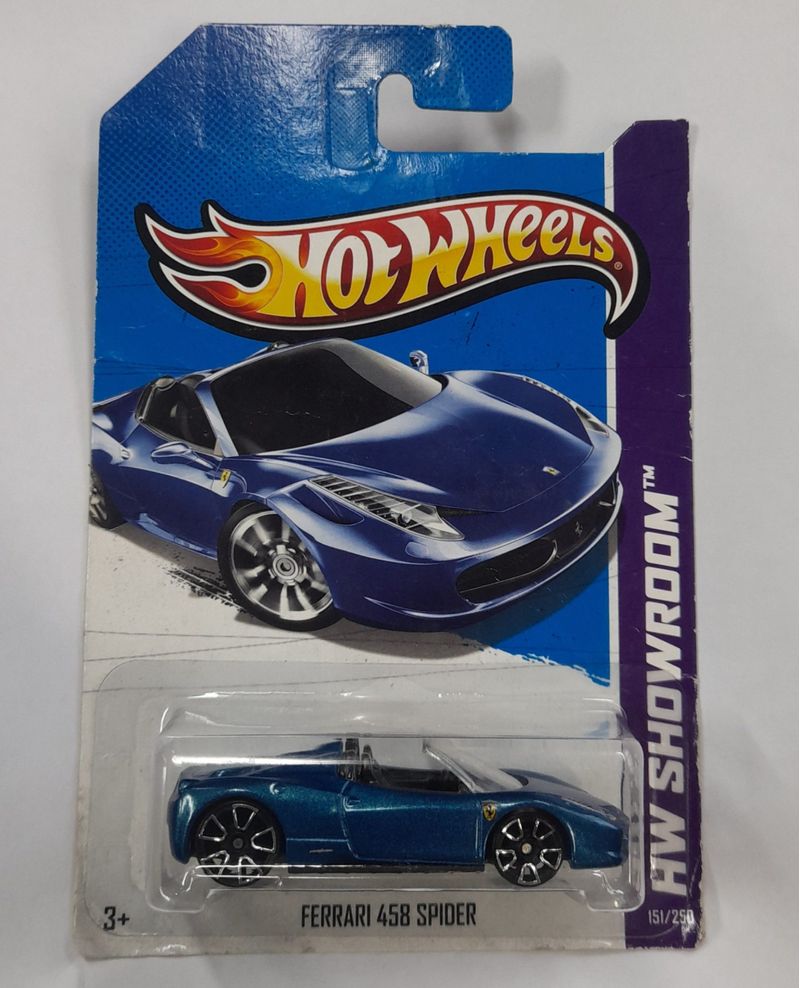 HOT WHEELS®
HW SHOWROOM™
3+
FERRARI 458 SPIDER
151/250